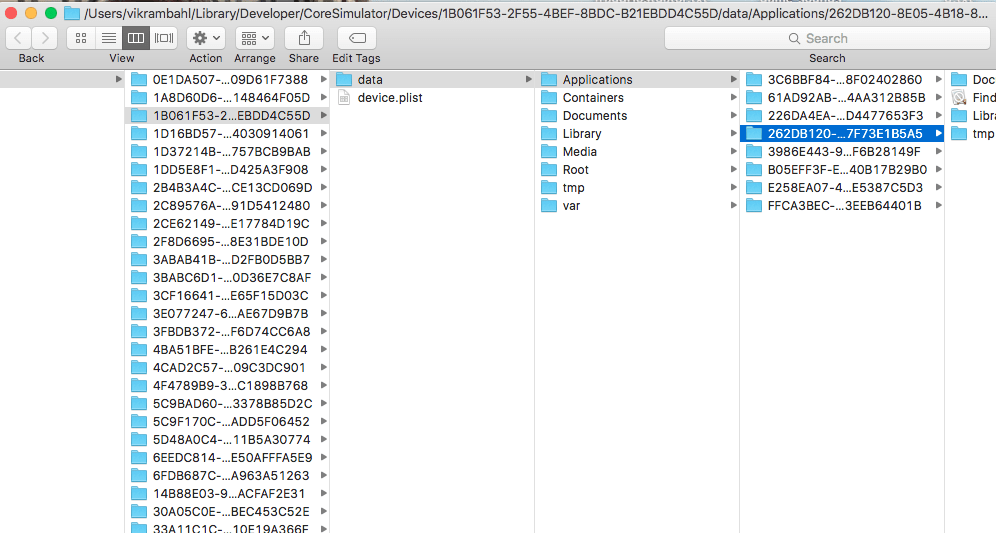 /Users/vikrambahl/Library/Developer/CoreSimulator/Devices/1B061F53-2F55-4BEF-8BDC-B21EBDD4C55D/data/Applications/262DB120-8E05-4B18-8...
Search
Back
View
Action
Arrange
Share
Edit Tags
Search
0E1DA507-...09D61F7388
1A8D60D6-...148464F05D
1B061F53-2...EBDD4C55D
1D16BD57-...4030914061
1D37214B-...757BCB9BAB
1DD5E8F1-...D425A3F908
2B4B3A4C-...CE13CD069D
2C89576A-...91D5412480
2CE62149-...E17784D19C
2F8D6695-...8E31BDE10D
3ABAB41B-...D2FB0D5BB7
3BABC6D1-...0D36E7C8AF
3CF16641-...E65F15D03C
3E077247-6...AE67D9B7B
3FBDB372-...F6D74CC6A8
4BA51BFE-...B261E4C294
4CAD2C57-...09C3DC901
4F4789B9-3...C1898B768
5C9BAD60-...3378B85D2C
5C9F170C-...ADD5F06452
5D48A0C4-...11B5A30774
6EEDC814-...E50AFFFA5E9
6FDB687C-...A963A51263
14B88E03-9...ACFAF2E31
30A05C0E-...BEC453C52E
33A11C1C-...10E19A366E
data
device.plist
Applications
Containers
Documents
Library
Media
Root
tmp
var
3C6BBF84-...8F02402860
61AD92AB-...4AA312B85B
226DA4EA-...D4477653F3
262DB120-...7F73E1B5A5
3986E443-9...F6B28149F
B05EFF3F-E...40B17B29B0
E258EA07-4...E5387C5D3
FFCA3BEC-...3EEB64401B
Doc
Find
Libra
tmp